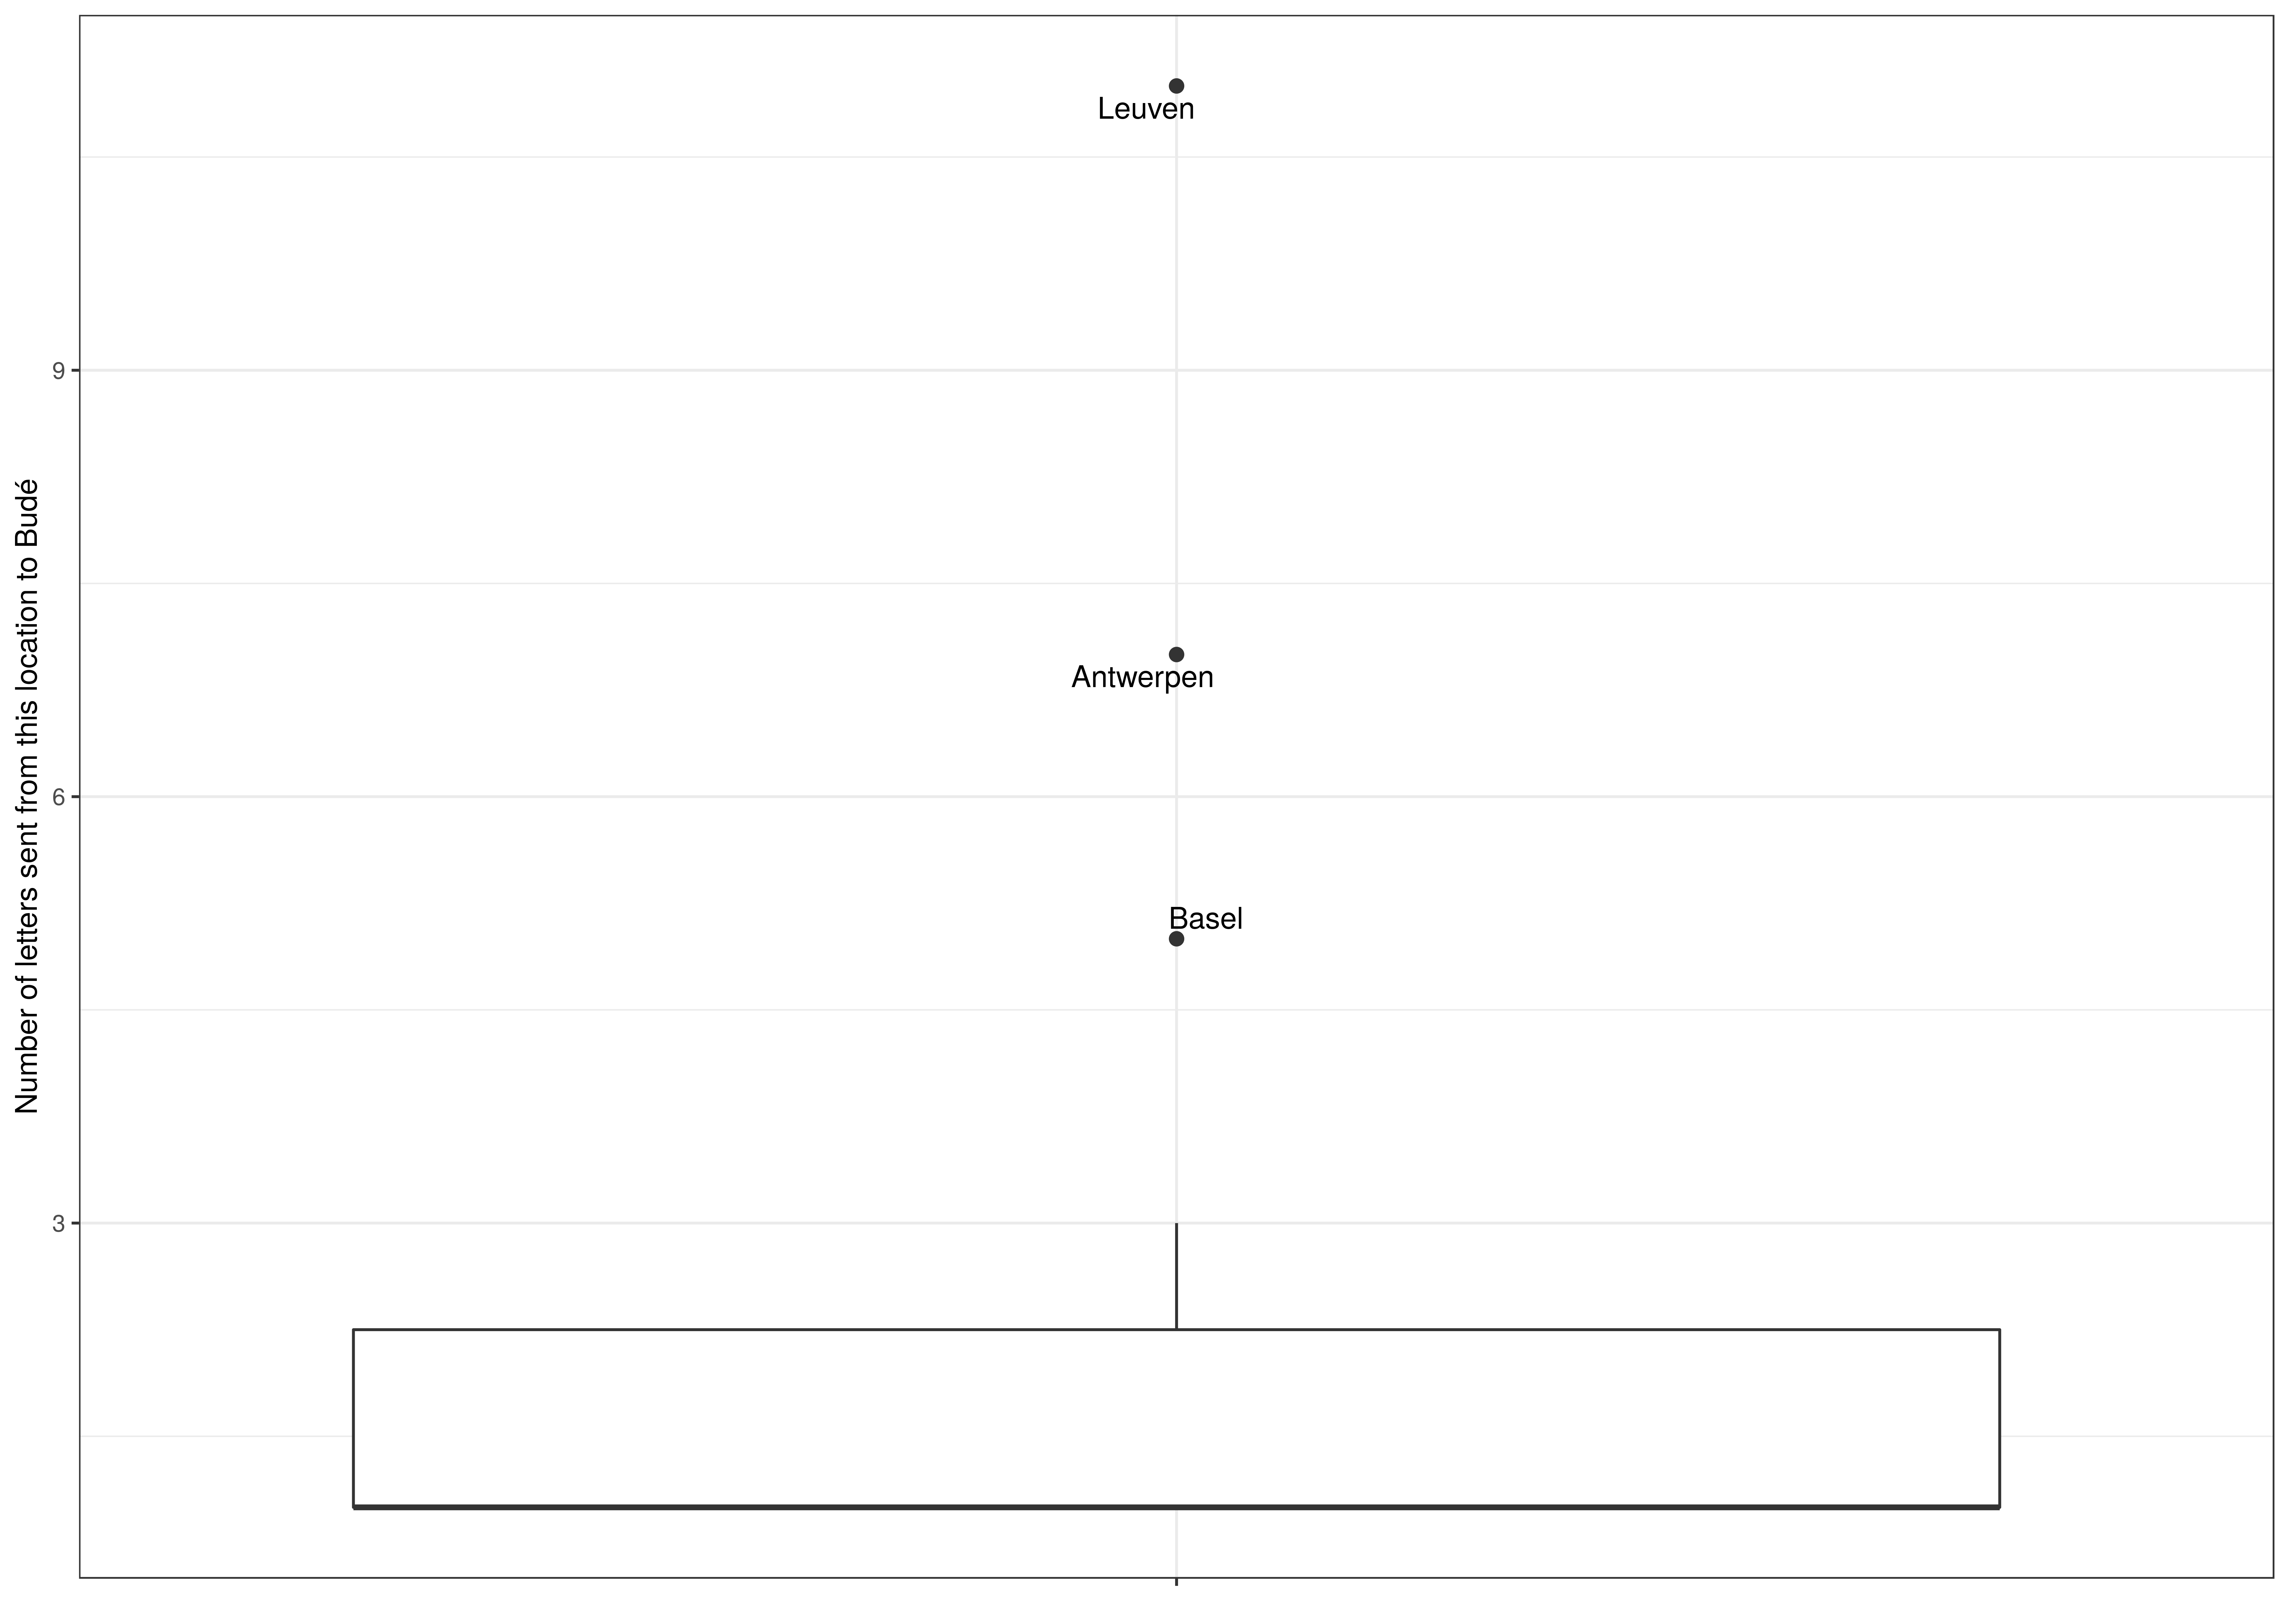 Number of letters sent from this location to Budé
9
6
3
Leuven
Antwerpen
Basel